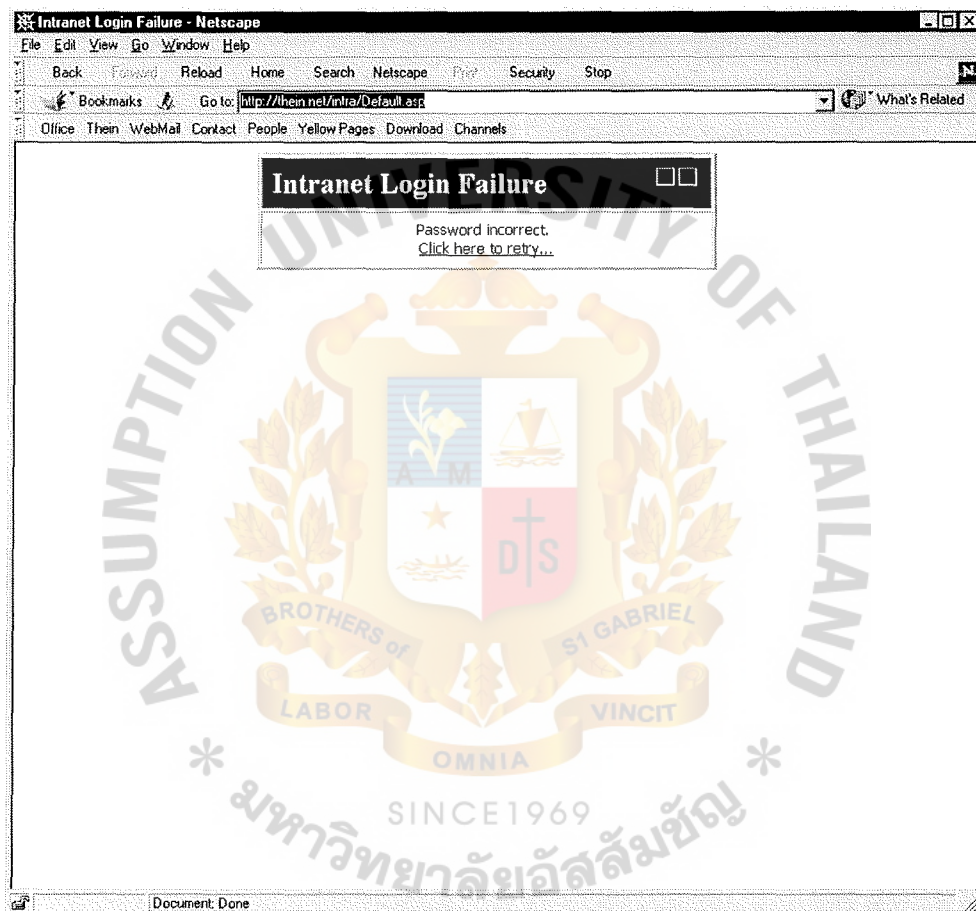 Intranet Login Failure - Netscape
File Edit View Go Window Help
Back Forward Reload Home Search Netscape Print Security Stop
N
Bookmarks Go to: http://thein.net/intra/Default.asp What's Related
Office Thein WebMail Contact People Yellow Pages Download Channels
Intranet Login Failure
Password incorrect.
Click here to retry...
ASSUMPTION UNIVERSITY OF THAILAND
A M
D S
BROTHERS of S1 GABRIEL
LABOR OMNIA VINCIT
SINCE1969
มหาวิทยาลัยอัสสัมชัญ
Document: Done